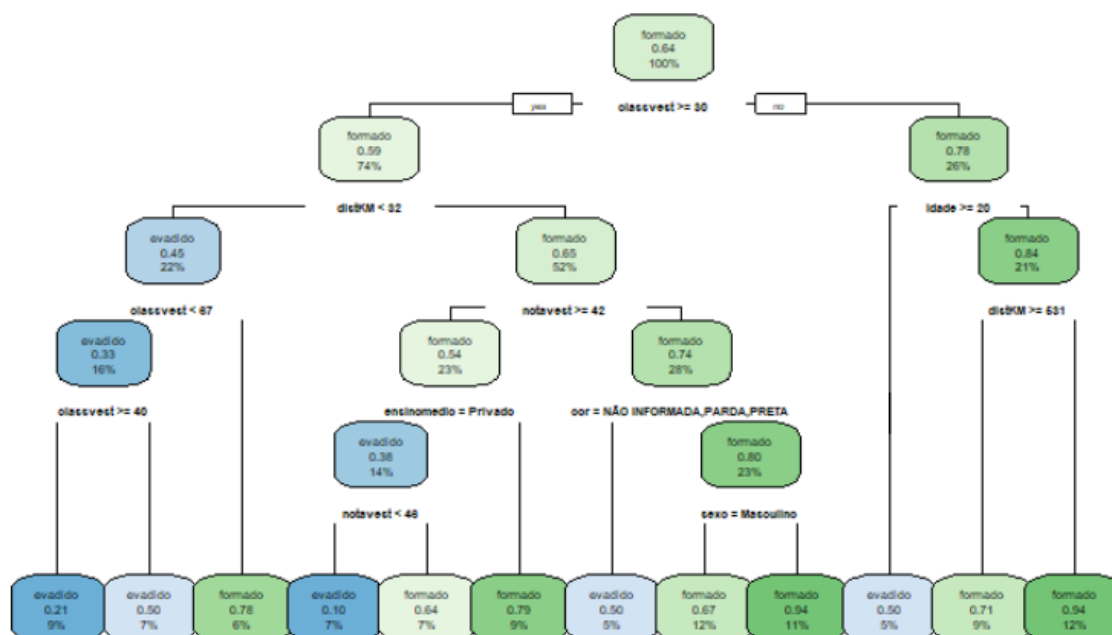 formado
0.64
100%
yes
classvest >= 30
no
formado
0.59
74%
formado
0.78
26%
distKM < 32
Idade >= 20
evadido
0.45
22%
formado
0.65
52%
formado
0.84
21%
classvest < 67
notavest >= 42
distKM >= 531
evadido
0.33
16%
formado
0.54
23%
formado
0.74
28%
classvest >= 40
ensinomedio = Privado
cor = NÃO INFORMADA,PARDA,PRETA
evadido
0.38
14%
formado
0.80
23%
notavest < 46
sexo = Masculino
evadido
0.21
9%
evadido
0.50
7%
formado
0.78
6%
evadido
0.10
7%
formado
0.64
7%
formado
0.79
9%
evadido
0.50
5%
formado
0.67
12%
formado
0.94
11%
evadido
0.50
5%
formado
0.71
9%
formado
0.94
12%